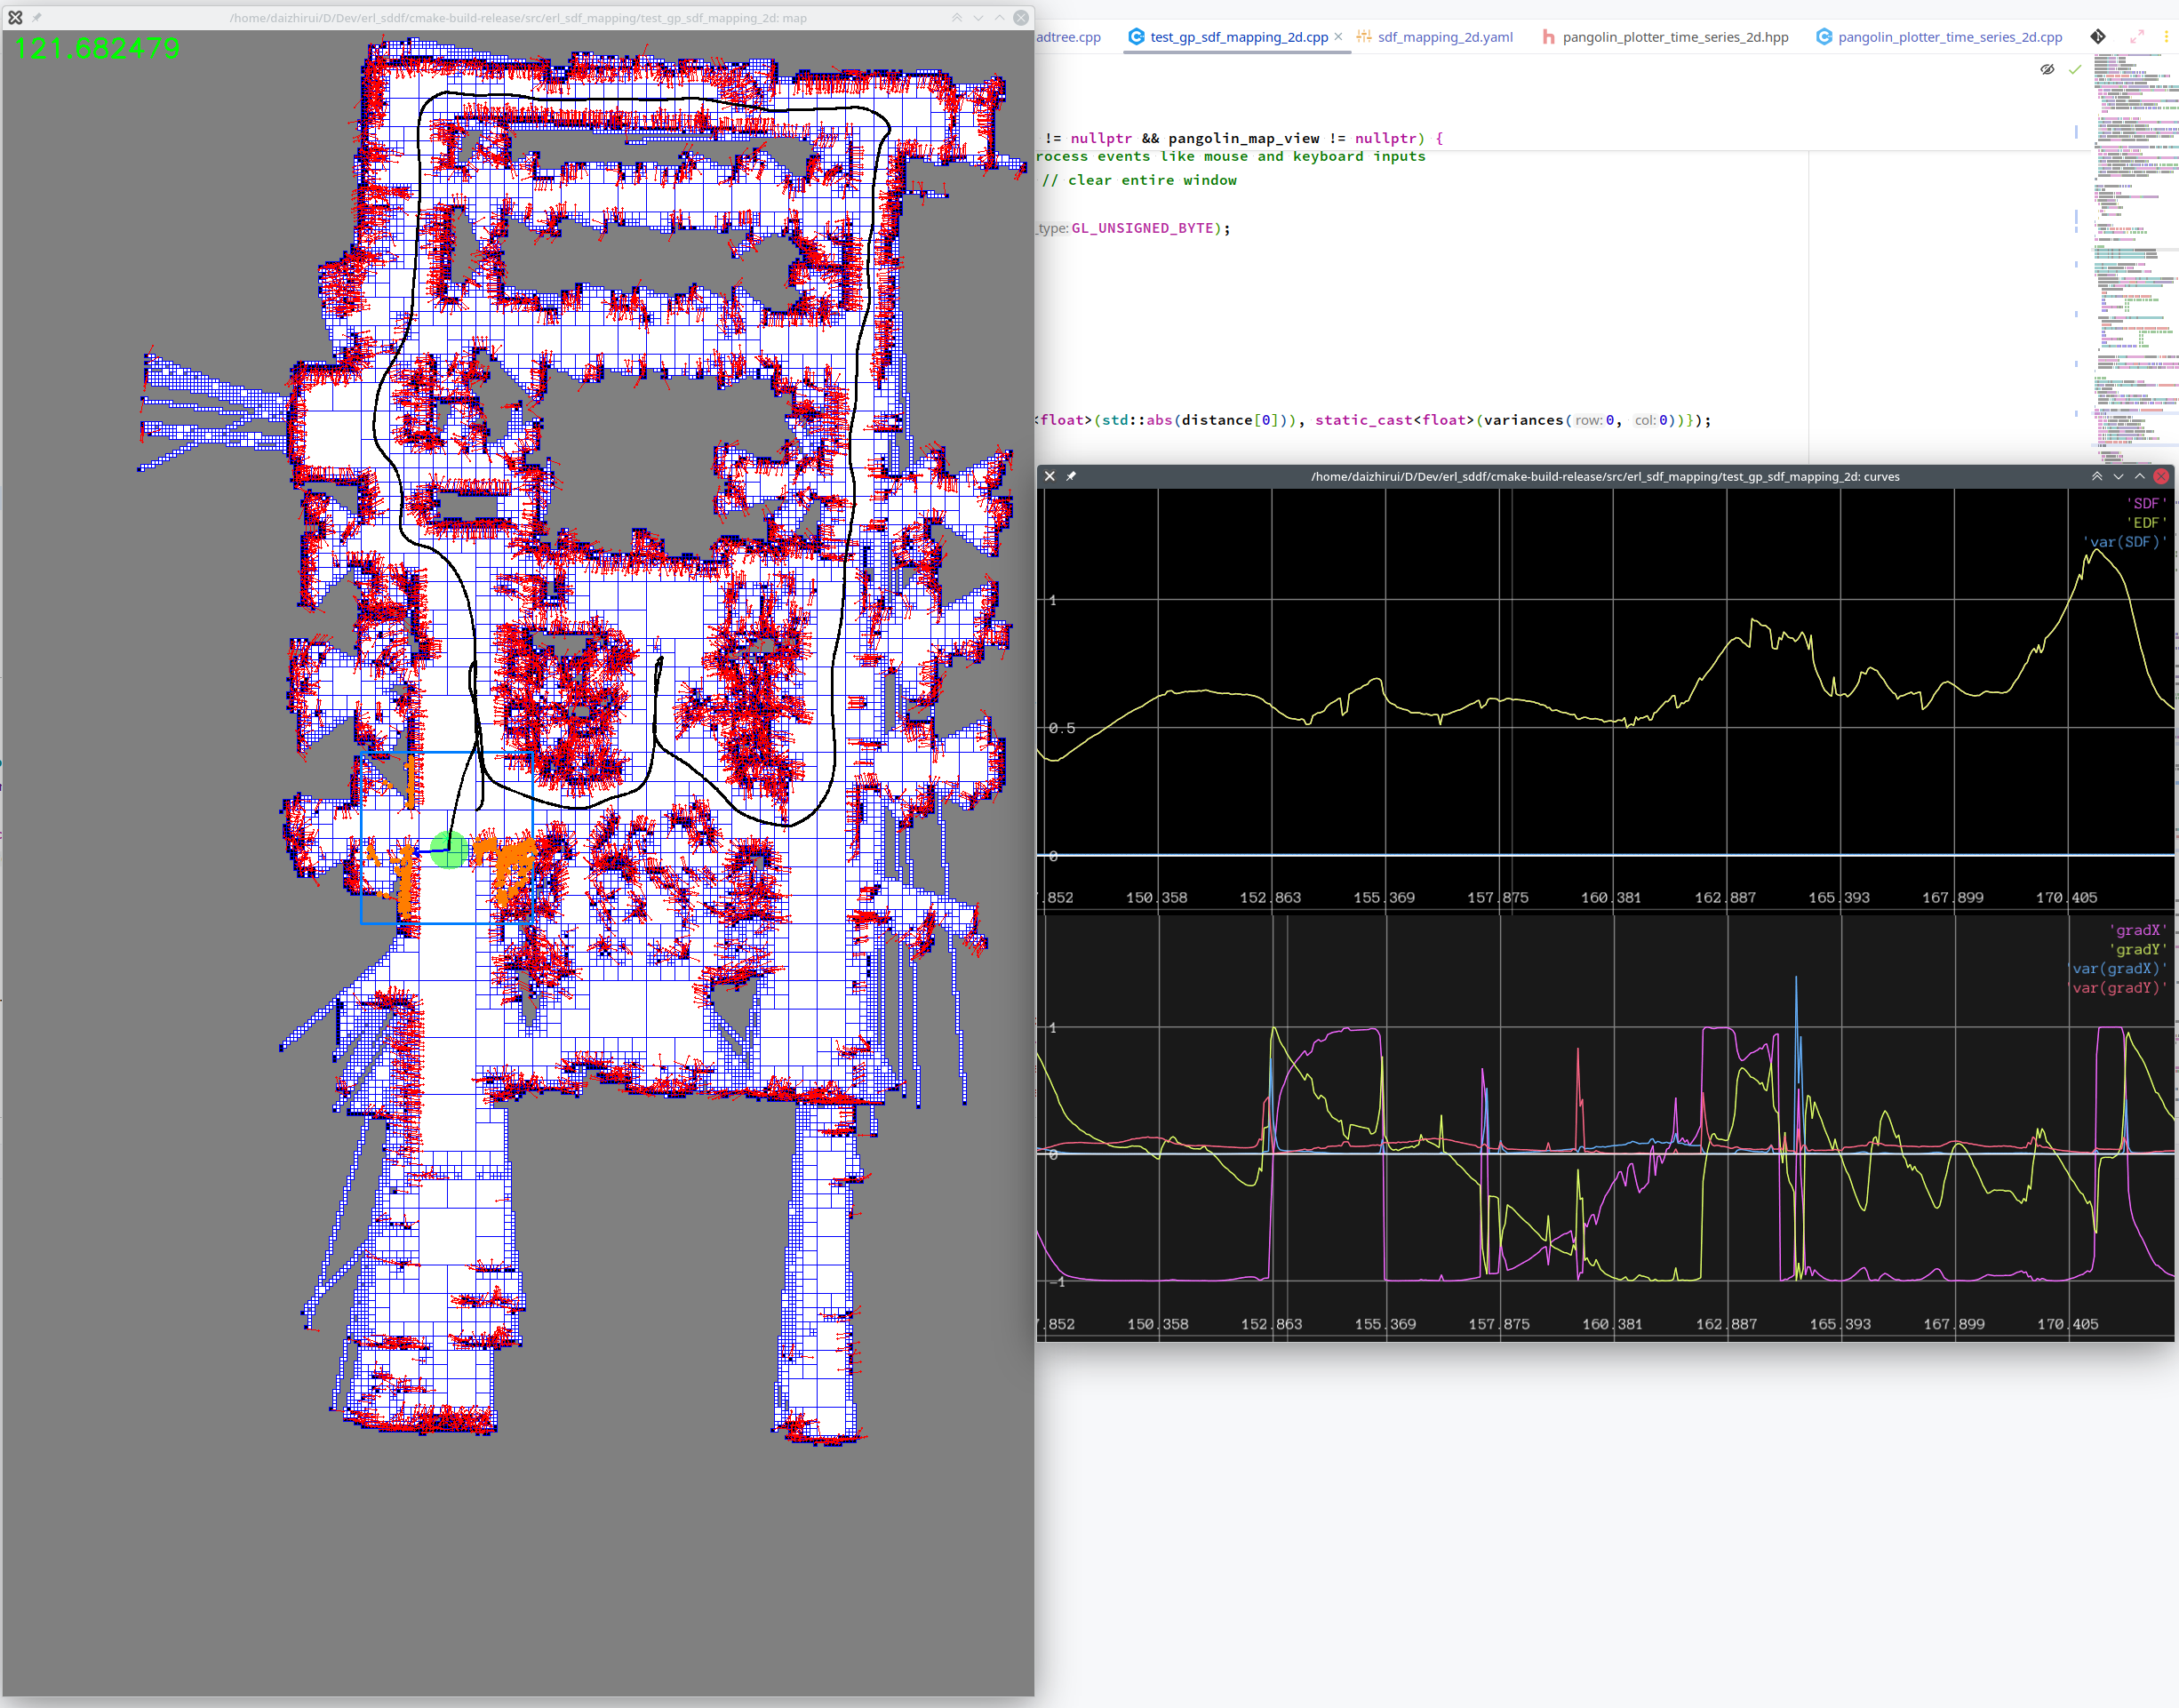 /home/daizhirui/D/Dev/erl_sddf/cmake-build-release/src/erl_sdf_mapping/test_gp_sdf_mapping_2d: map
121.682479
adtree.cpp
test_gp_sdf_mapping_2d.cpp
sdf_mapping_2d.yaml
pangolin_plotter_time_series_2d.hpp
pangolin_plotter_time_series_2d.cpp
!= nullptr && pangolin_map_view != nullptr) {
rocess events like mouse and keyboard inputs
// clear entire window
_type: GL_UNSIGNED_BYTE);
<float>(std::abs(distance[0])), static_cast<float>(variances( row: 0, col: 0))});
/home/daizhirui/D/Dev/erl_sddf/cmake-build-release/src/erl_sdf_mapping/test_gp_sdf_mapping_2d: curves
'SDF'
'EDF'
'var(SDF)'
1
0.5
0
7.852 150.358 152.863 155.369 157.875 160.381 162.887 165.393 167.899 170.405
'gradX'
'gradY'
'var(gradX)'
'var(gradY)'
1
0
-1
7.852 150.358 152.863 155.369 157.875 160.381 162.887 165.393 167.899 170.405